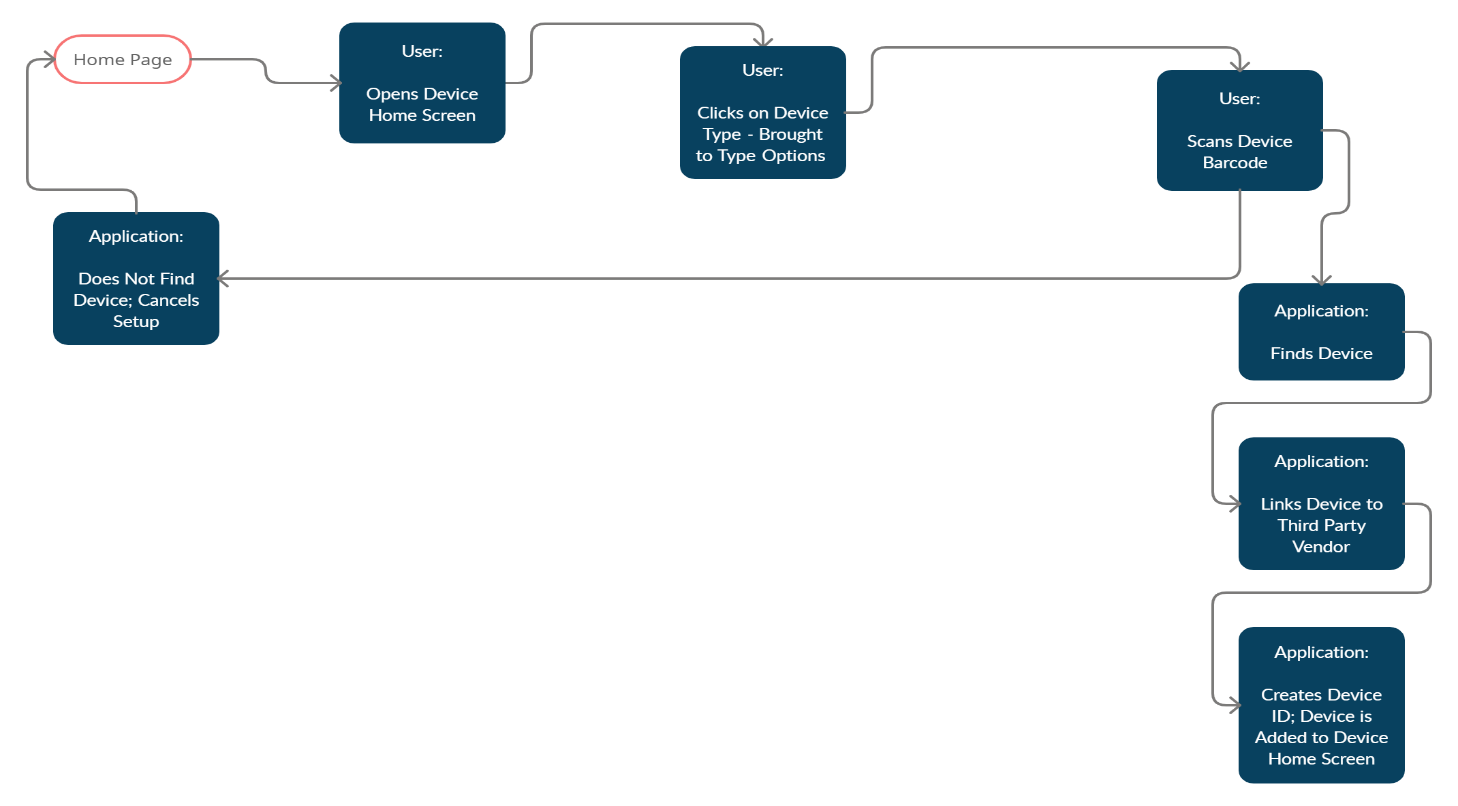 Home Page
User:
Opens Device
Home Screen
User:
Clicks on Device
Type - Brought
to Type Options
User:
Scans Device
Barcode
Application:
Does Not Find
Device; Cancels
Setup
Application:
Finds Device
Application:
Links Device to
Third Party
Vendor
Application:
Creates Device
ID; Device is
Added to Device
Home Screen